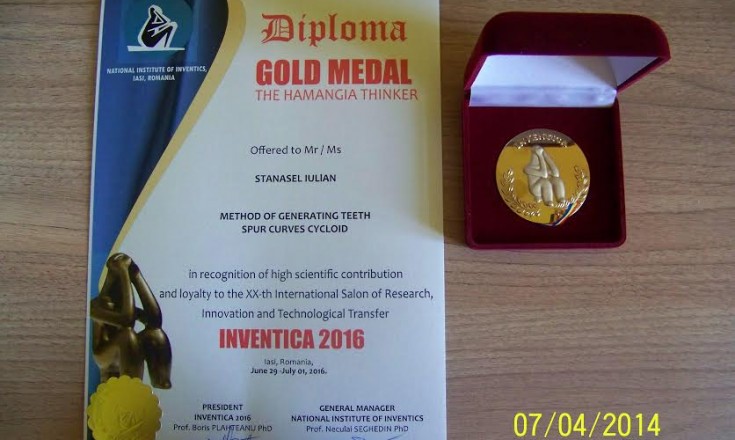 NATIONAL INSTITUTE OF INVENTICS,
IASI, ROMANIA
Diploma
GOLD MEDAL
THE HAMANGIA THINKER
Offered to Mr / Ms
STANASEL IULIAN
METHOD OF GENERATING TEETH
SPUR CURVES CYCLOID
in recognition of high scientific contribution
and loyalty to the XX-th International Salon of Research,
Innovation and Technological Transfer
INVENTICA 2016
Iasi, Romania,
June 29 -July 01, 2016.
PRESIDENT
INVENTICA 2016
Prof. Boris PLAHTEANU PhD
GENERAL MANAGER
NATIONAL INSTITUTE OF INVENTICS
Prof. Neculai SEGHEDIN PhD
INVENTICA
07/04/2014